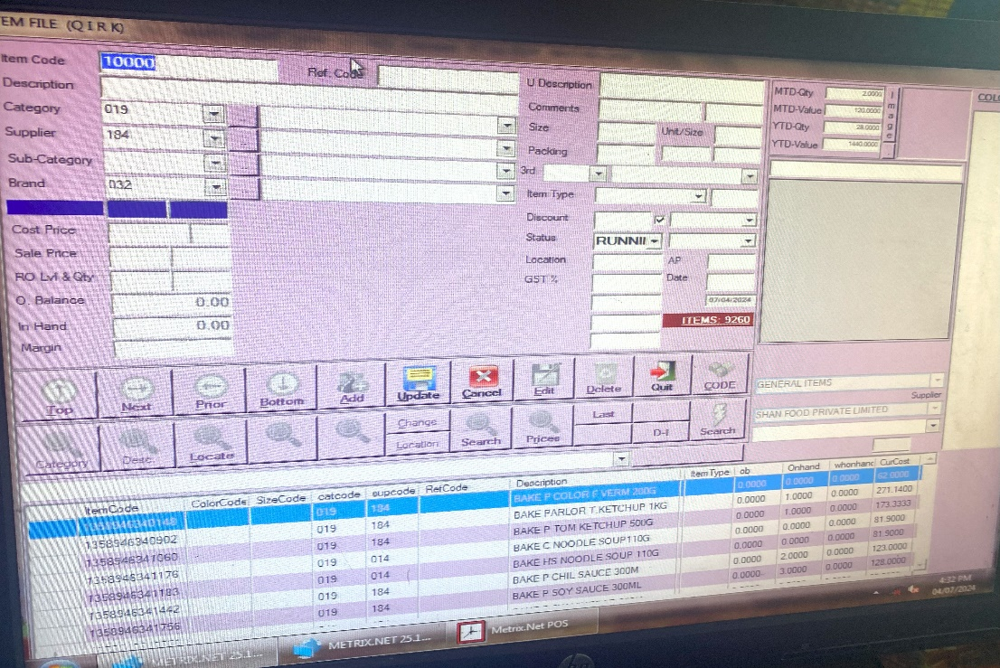 EM FILE (Q I R K)
Item Code 10000 Ref. Code
Description
Category 019
Supplier 184
Sub-Category
Brand 032
Cost Price
Sale Price
RO Lvl & Qty
O. Balance 0.00
In Hand 0.00
Margin
U Description
Comments
Size Unit/Size
Packing
3rd
Item Type
Discount
Status RUNNII
Location AP
GST % Date
07/04/2024
ITEMS: 9260
MTD-Qty 2.0000
MTD-Value 120.0000
YTD-Qty 28.0000
YTD-Value 1440.0000
Image
COL
Top Next Prior Bottom Add Update Cancel Edit Delete Quit CODE
Category Desc. Locate Change Location Search Prices Last D-I Search
GENERAL ITEMS
Supplier
SHAN FOOD PRIVATE LIMITED
ItemCode ColorCode SizeCode catcode supcode RefCode Description ItemType ob Onhand whonhand CurCost
1358946340148 019 184 BAKE P COLOR F VERM 200G 0.0000 0.0000 0.0000 62.0000
1358946340902 019 184 BAKE PARLOR T.KETCHUP 1KG 0.0000 1.0000 0.0000 271.1400
1358946341060 019 184 BAKE P TOM KETCHUP 500G 0.0000 1.0000 0.0000 173.3333
1358946341176 019 014 BAKE C NOODLE SOUP110G 0.0000 0.0000 0.0000 81.9000
1358946341183 019 014 BAKE HS NOODLE SOUP 110G 0.0000 0.0000 0.0000 81.9000
1358946341442 019 184 BAKE P CHIL SAUCE 300M 0.0000 2.0000 0.0000 123.0000
1358946341756 019 184 BAKE P SOY SAUCE 300ML 0.0000 3.0000 0.0000 128.0000
METRIX.NET 25.1... METRIX.NET 25.1... Metrix.Net POS
4:32 PM
04/07/2024